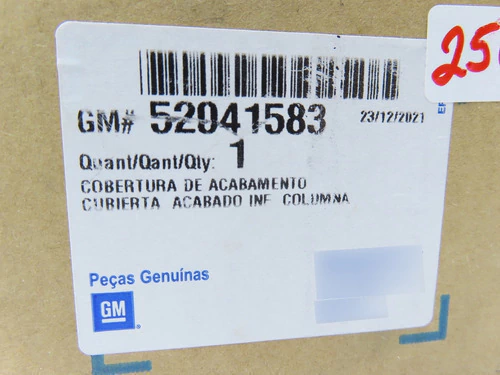 GM# 52041583 23/12/2021
Quant/Qant/Qty: 1
COBERTURA DE ACABAMENTO
CUBIERTA ACABADO INF COLUMNA
Peças Genuínas
GM